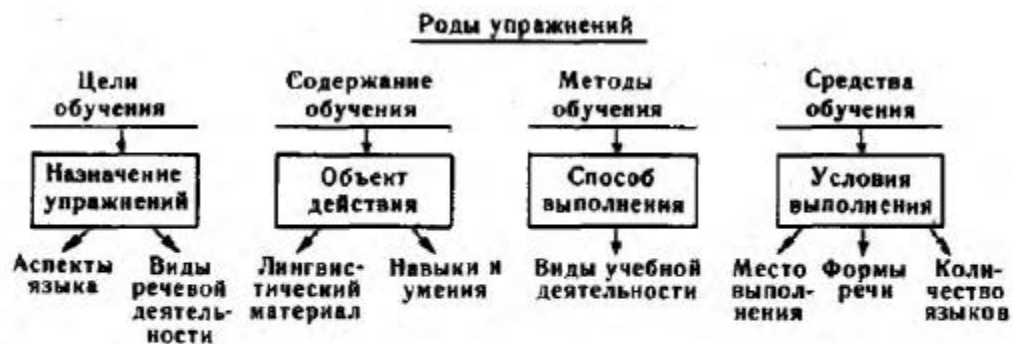 Роды упражнений
Цели
обучения
Содержание
обучения
Методы
обучения
Средства
обучения
Назначение
упражнений
Объект
действия
Способ
выполнения
Условия
выполнения
Аспекты
языка
Виды
речевой
деятель-
ности
Лингвис-
тический
материал
Навыки и
умения
Виды учебной
деятельности
Место
выпол-
нения
Формы
речи
Коли-
чество
языков